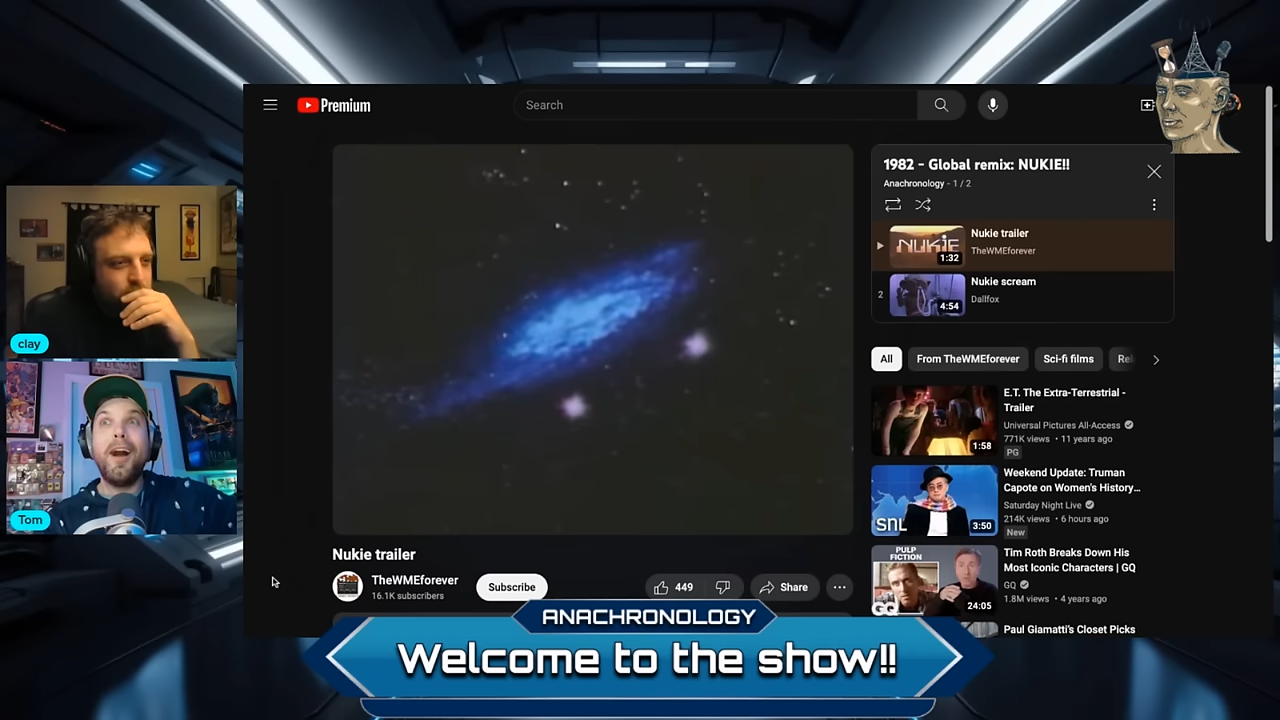 Premium
Search
1982 - Global remix: NUKIE!!
Anachronology - 1 / 2
NUKIE
1:32
Nukie trailer
TheWMEforever
2
4:54
Nukie scream
Dallfox
clay
All
From TheWMEforever
Sci-fi films
Rel
1:58
E.T. The Extra-Terrestrial -
Trailer
Universal Pictures All-Access
771K views • 11 years ago
PG
SNL
3:50
Weekend Update: Truman
Capote on Women's History...
Saturday Night Live
214K views • 6 hours ago
New
Tom
PULP
FICTION
GQ
24:05
Tim Roth Breaks Down His
Most Iconic Characters | GQ
GQ
1.8M views • 4 years ago
Paul Giamatti's Closet Picks
Nukie trailer
TheWMEforever
16.1K subscribers
Subscribe
449
Share
ANACHRONOLOGY
Welcome to the show!!